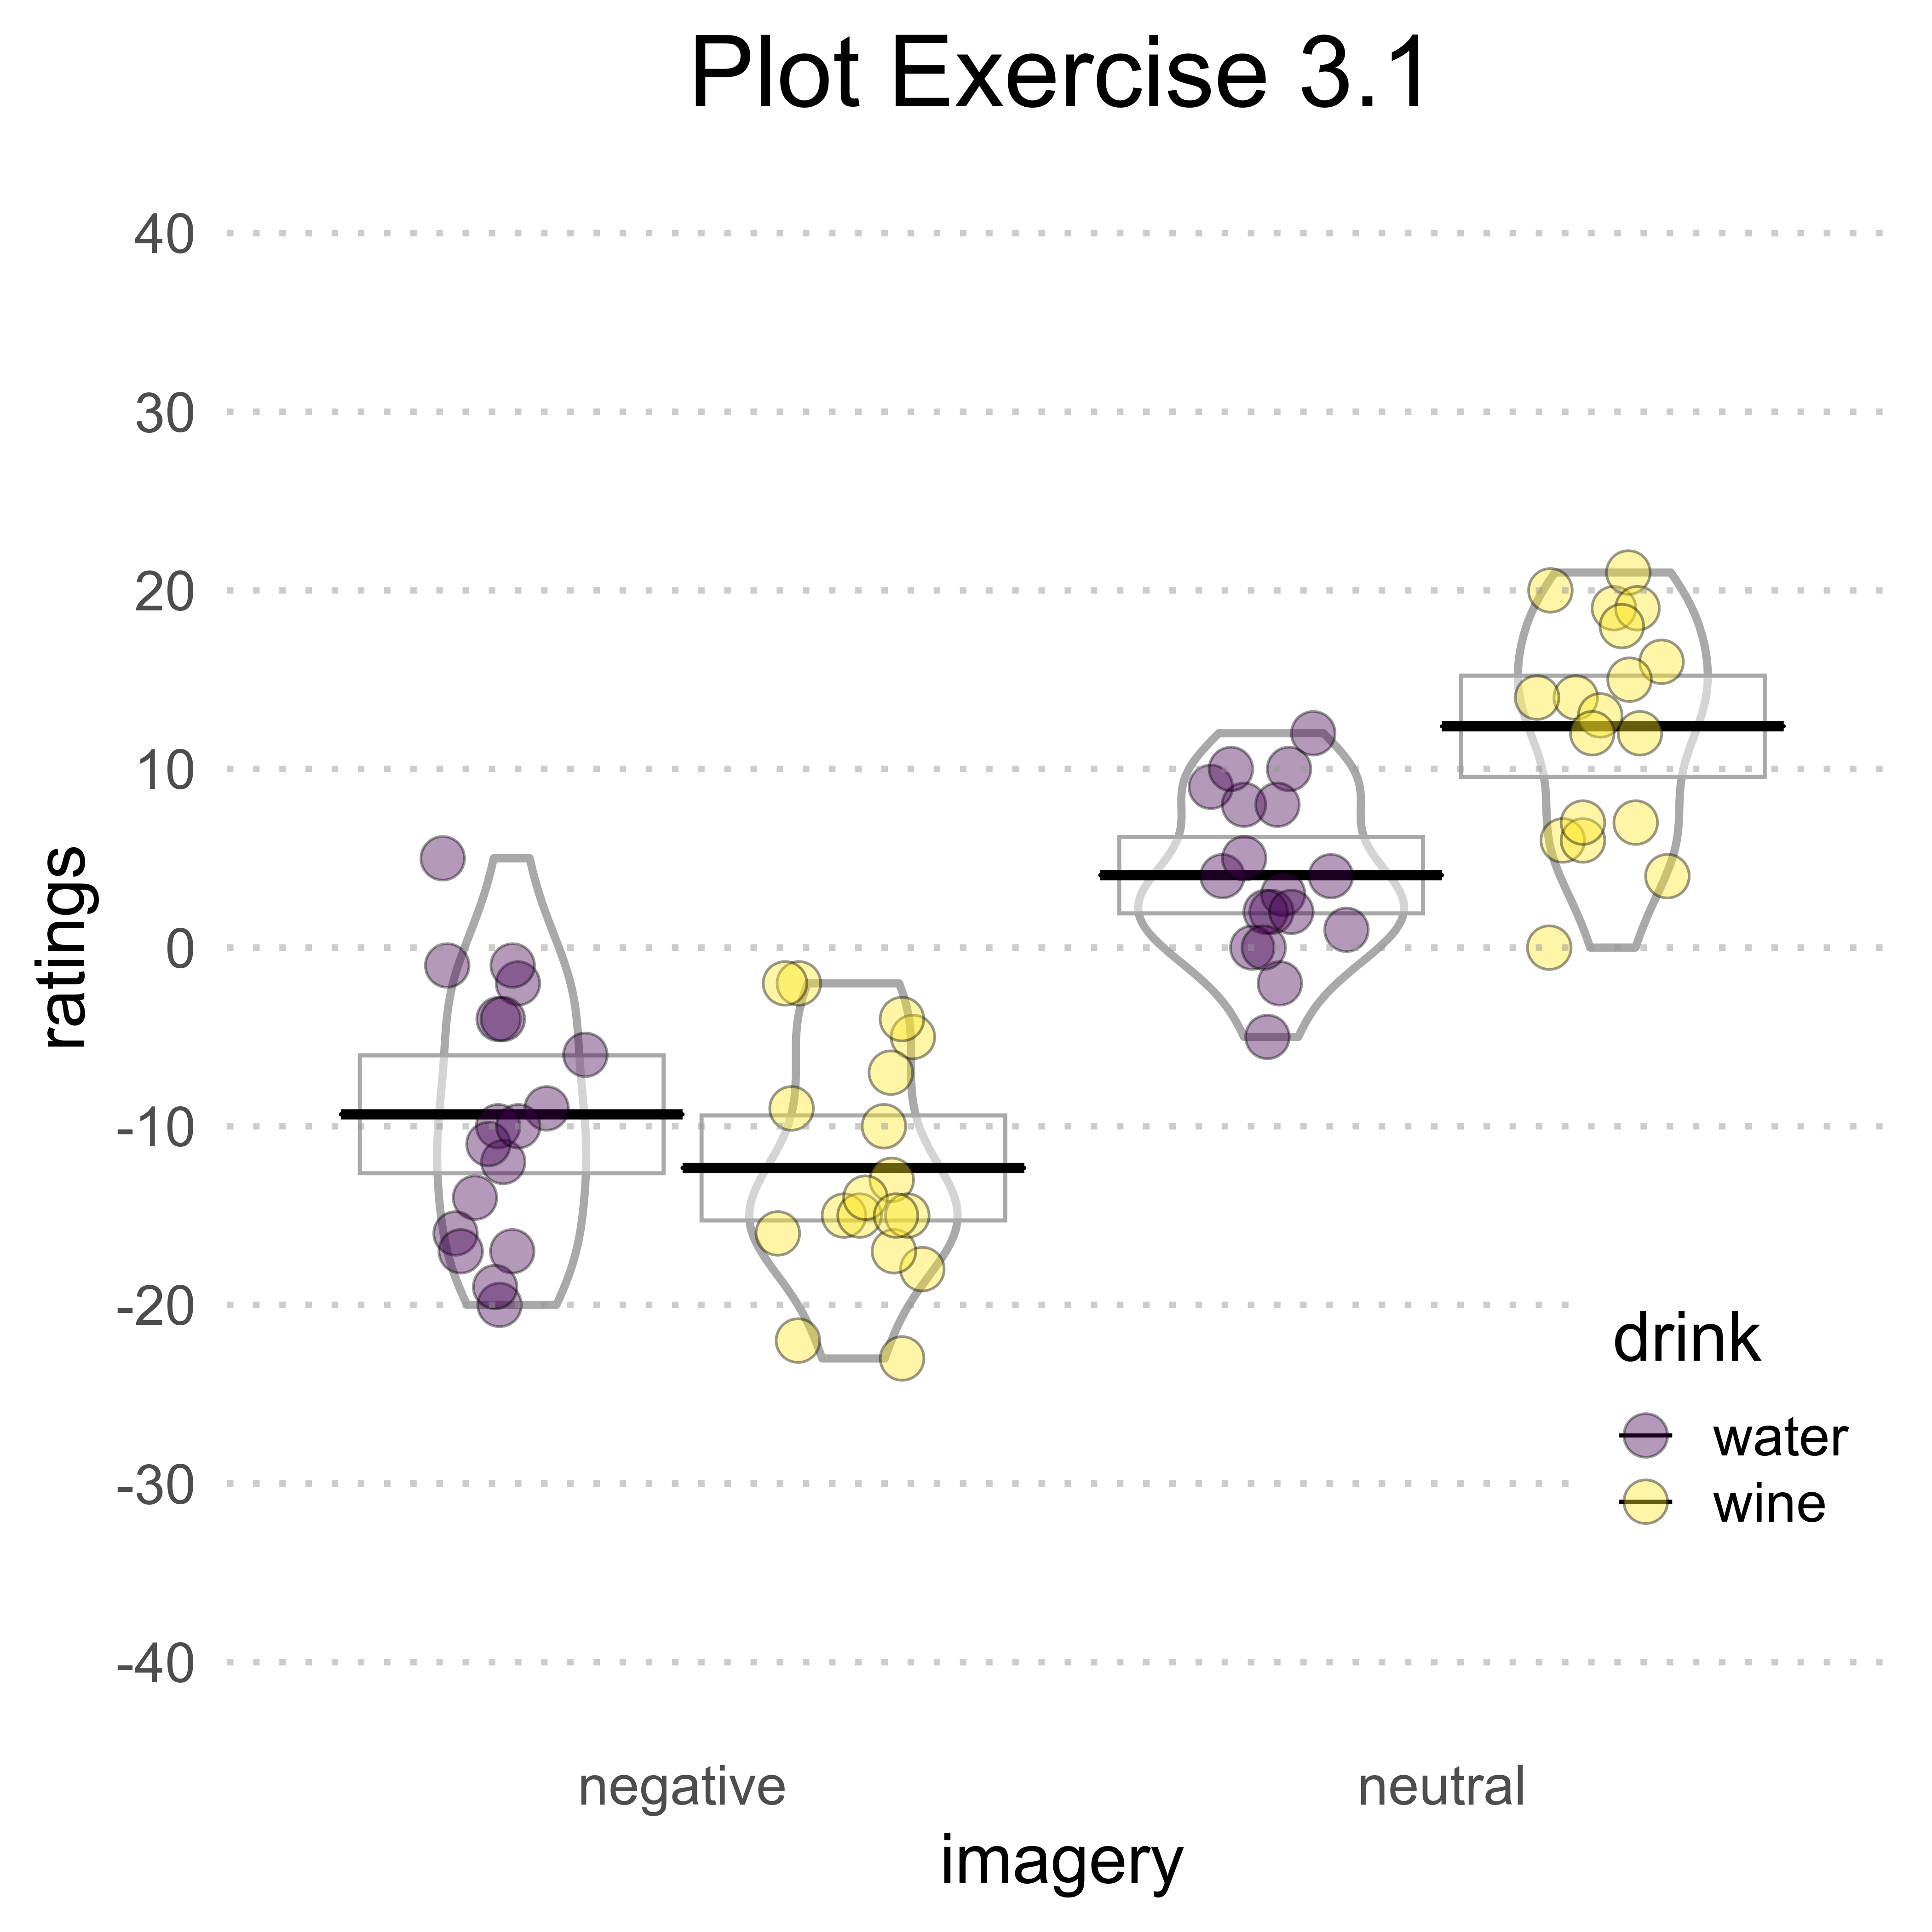 Plot Exercise 3.1
40
30
20
10
0
-10
-20
-30
-40
ratings
drink
water
wine
negative neutral
imagery